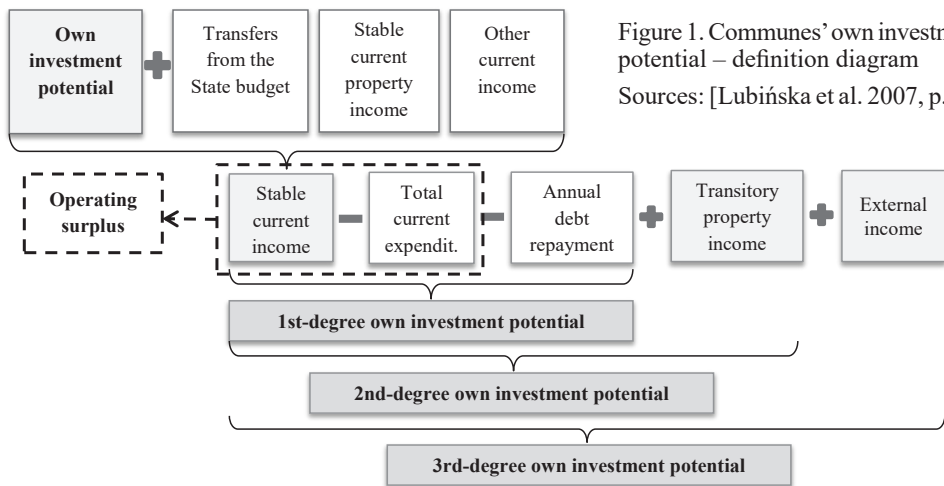 Own
investment
potential
Transfers
from the
State budget
Stable
current
property
income
Other
current
income
Figure 1. Communes’ own investm
potential – definition diagram
Sources: [Lubińska et al. 2007, p.
Operating
surplus
Stable
current
income
Total
current
expendit.
Annual
debt
repayment
Transitory
property
income
External
income
1st-degree own investment potential
2nd-degree own investment potential
3rd-degree own investment potential